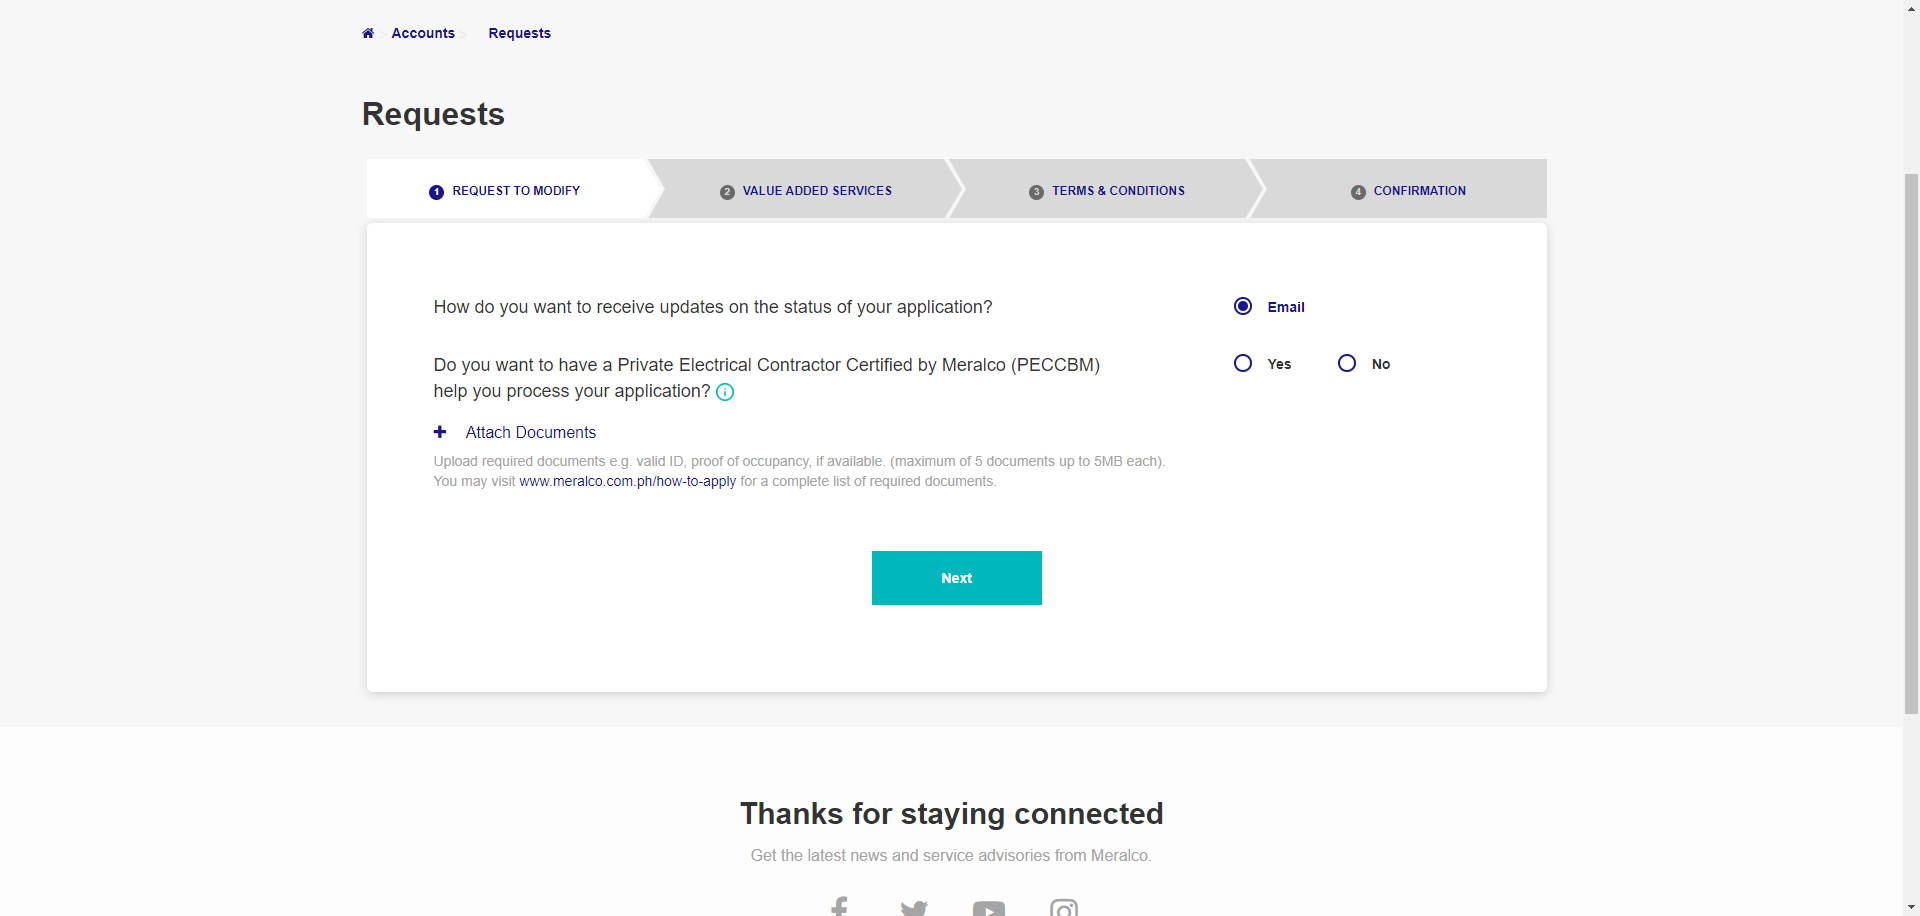 > Accounts > Requests
Requests
1 REQUEST TO MODIFY
2 VALUE ADDED SERVICES
3 TERMS & CONDITIONS
4 CONFIRMATION
How do you want to receive updates on the status of your application?
Email
Do you want to have a Private Electrical Contractor Certified by Meralco (PECCBM)
help you process your application? i
Yes No
+ Attach Documents
Upload required documents e.g. valid ID, proof of occupancy, if available. (maximum of 5 documents up to 5MB each).
You may visit www.meralco.com.ph/how-to-apply for a complete list of required documents.
Next
Thanks for staying connected
Get the latest news and service advisories from Meralco.